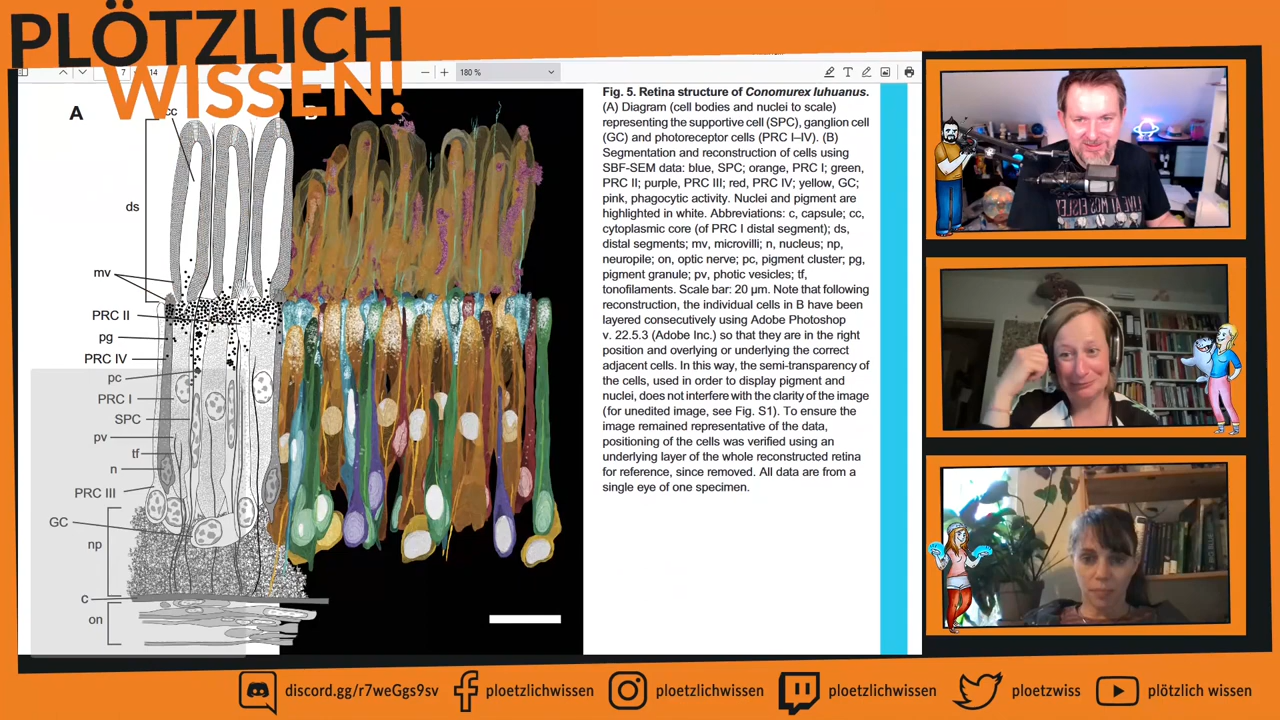 PLÖTZLICH
WISSEN!
7
14
180 %
A
cc
ds
mv
PRC II
pg
PRC IV
pc
PRC I
SPC
pv
tf
n
PRC III
GC
np
c
on
Fig. 5. Retina structure of Conomurex luhuanus.
(A) Diagram (cell bodies and nuclei to scale)
representing the supportive cell (SPC), ganglion cell
(GC) and photoreceptor cells (PRC I–IV). (B)
Segmentation and reconstruction of cells using
SBF-SEM data: blue, SPC; orange, PRC I; green,
PRC II; purple, PRC III; red, PRC IV; yellow, GC;
pink, phagocytic activity. Nuclei and pigment are
highlighted in white. Abbreviations: c, capsule; cc,
cytoplasmic core (of PRC I distal segment); ds,
distal segments; mv, microvilli; n, nucleus; np,
neuropile; on, optic nerve; pc, pigment cluster; pg,
pigment granule; pv, photic vesicles; tf,
tonofilaments. Scale bar: 20 µm. Note that following
reconstruction, the individual cells in B have been
layered consecutively using Adobe Photoshop
v. 22.5.3 (Adobe Inc.) so that they are in the right
position and overlying or underlying the correct
adjacent cells. In this way, the semi-transparency of
the cells, used in order to display pigment and
nuclei, does not interfere with the clarity of the image
(for unedited image, see Fig. S1). To ensure the
image remained representative of the data,
positioning of the cells was verified using an
underlying layer of the whole reconstructed retina
for reference, since removed. All data are from a
single eye of one specimen.
LIVE AT MOS EISLEY
discord.gg/r7weGgs9sv
ploetzlichwissen
ploetzlichwissen
ploetzlichwissen
ploetzwiss
plötzlich wissen